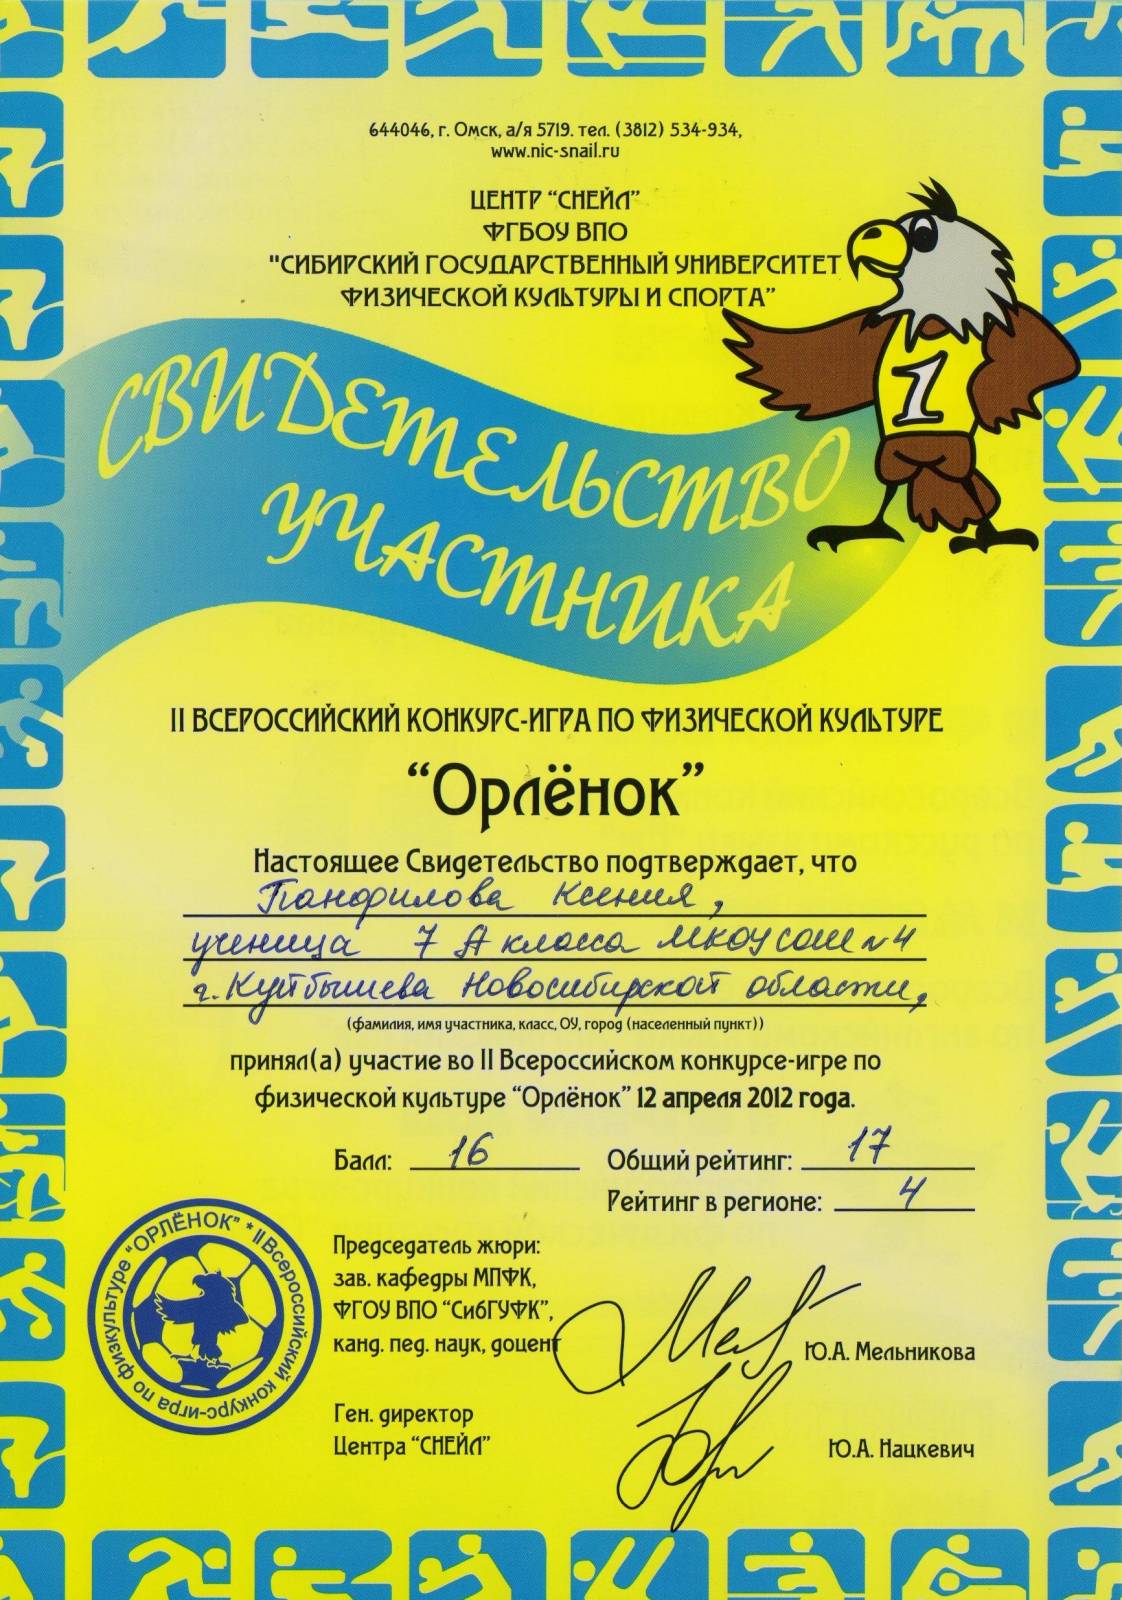 644046, г. Омск, а/я 5719. тел. (3812) 534-934,
www.nic-snail.ru
ЦЕНТР “СНЕЙЛ”
ФГБОУ ВПО
"СИБИРСКИЙ ГОСУДАРСТВЕННЫЙ УНИВЕРСИТЕТ
ФИЗИЧЕСКОЙ КУЛЬТУРЫ И СПОРТА”
1
СВИДЕТЕЛЬСТВО
УЧАСТНИКА
II ВСЕРОССИЙСКИЙ КОНКУРС-ИГРА ПО ФИЗИЧЕСКОЙ КУЛЬТУРЕ
“Орлёнок”
Настоящее Свидетельство подтверждает, что
Панфилова Ксения,
ученица 7 А класса МКОУ СОШ №4
г. Куйбышева Новосибирской области,
(фамилия, имя участника, класс, ОУ, город (населенный пункт))
принял(а) участие во II Всероссийском конкурсе-игре по
физической культуре “Орлёнок” 12 апреля 2012 года.
Балл: 16 Общий рейтинг: 17
Рейтинг в регионе: 4
Председатель жюри:
зав. кафедры МПФК,
ФГОУ ВПО “СибГУФК”,
канд. пед. наук, доцент
Ю.А. Мельникова
Ген. директор
Центра “СНЕЙЛ”
Ю.А. Нацкевич
II Всероссийский конкурс-игра по физкультуре “ОРЛЁНОК” *